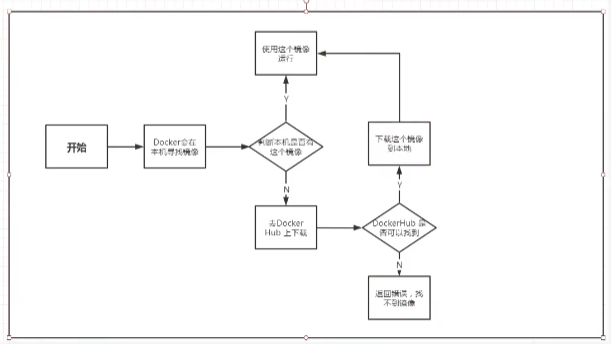 使用这个镜像
运行
Y
开始
Docker会在
本机寻找镜像
判断本机是否有
这个镜像
下载这个镜像
到本地
N
Y
去Docker
Hub 上下载
DockerHub 是
否可以找到
N
返回错误，找
不到镜像